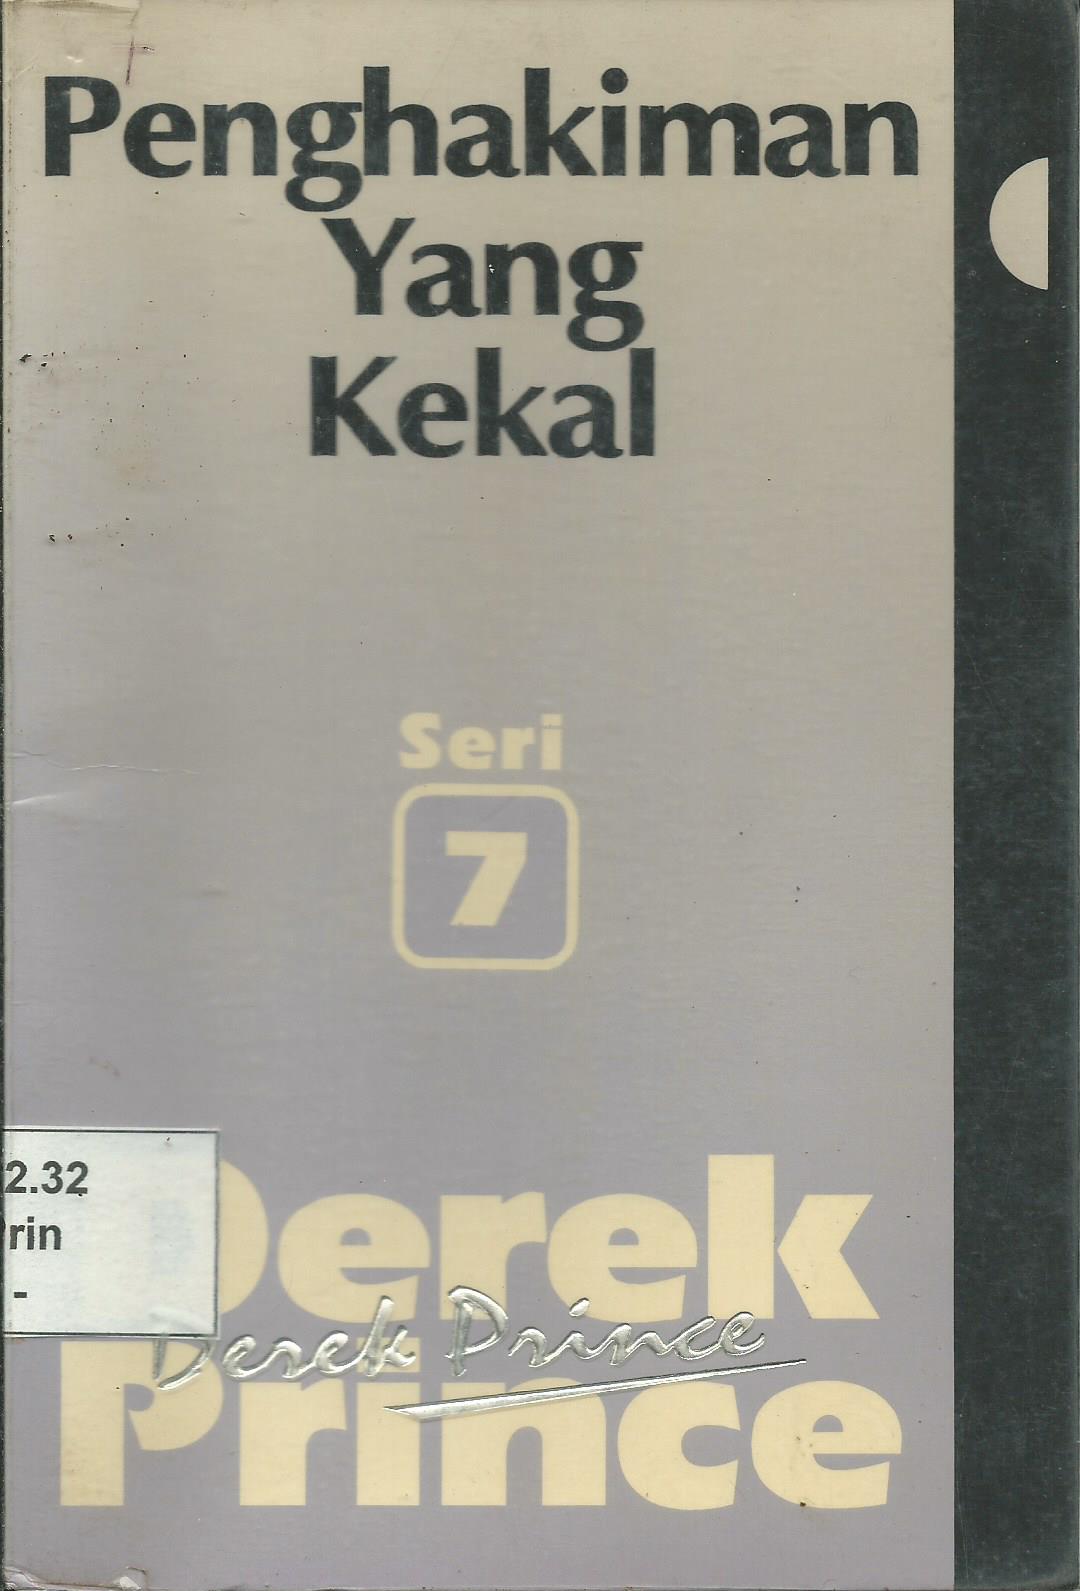 Penghakiman
Yang
Kekal
Seri
7
2.32
rin
-
Derek
Prince
Derek Prince